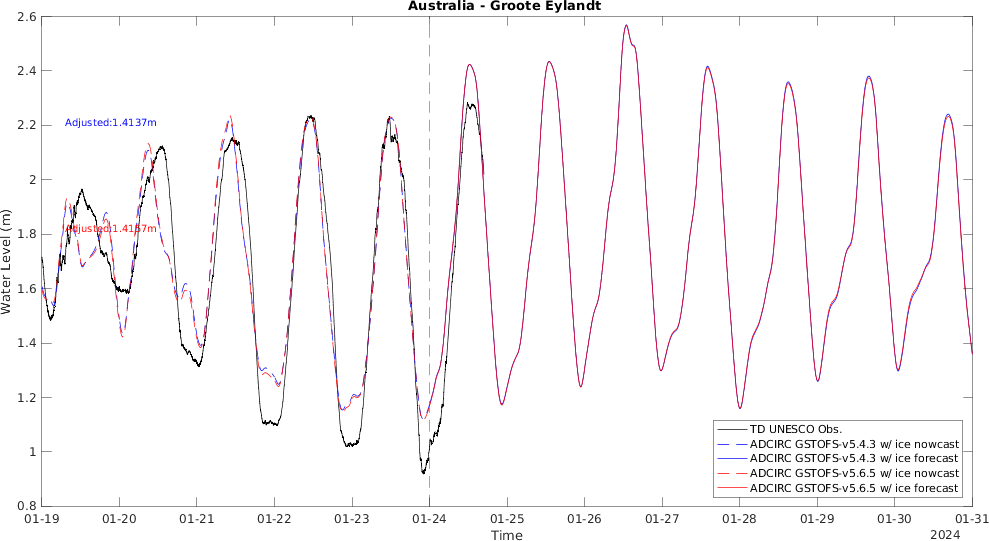 Australia - Groote Eylandt
2.6
2.4
2.2
2
1.8
1.6
1.4
1.2
1
0.8
Water Level (m)
Adjusted:1.4137m
Adjusted:1.4157m
TD UNESCO Obs.
ADCIRC GSTOFS-v5.4.3 w/ ice nowcast
ADCIRC GSTOFS-v5.4.3 w/ ice forecast
ADCIRC GSTOFS-v5.6.5 w/ ice nowcast
ADCIRC GSTOFS-v5.6.5 w/ ice forecast
01-19 01-20 01-21 01-22 01-23 01-24 01-25 01-26 01-27 01-28 01-29 01-30 01-31
Time
2024